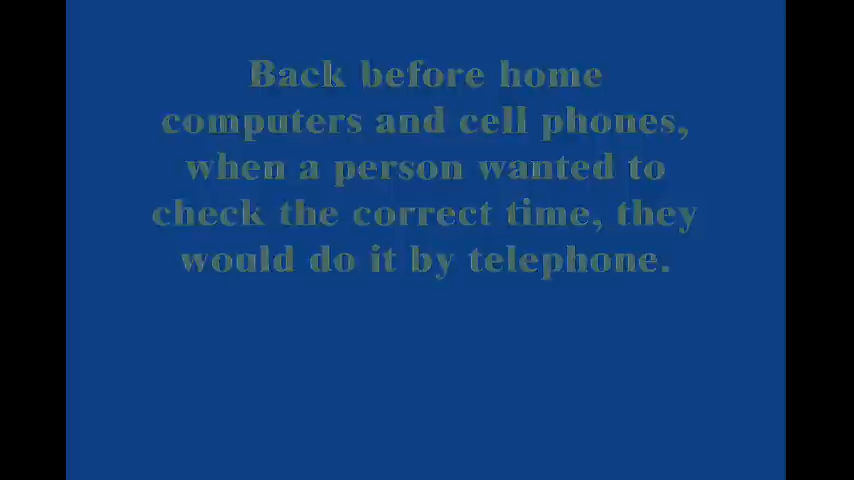 Back before home
computers and cell phones,
when a person wanted to
check the correct time, they
would do it by telephone.